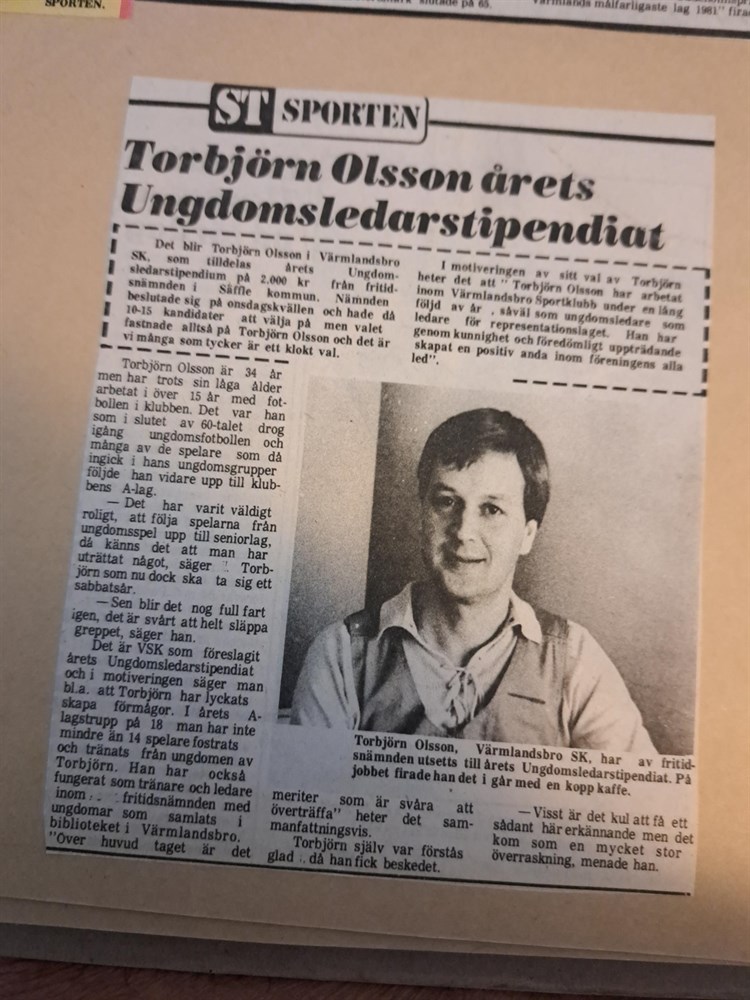 SPORTEN.
slutade på 65.
Värmlands målfarligaste lag 1981" firade
ST SPORTEN
Torbjörn Olsson årets
Ungdomsledarstipendiat
Det blir Torbjörn Olsson i Värmlandsbro
SK, som tilldelas årets Ungdom-
sledarstipendium på 2.000 kr från fritid-
snämnden i Säffle kommun. Nämnden
beslutade sig på onsdagskvällen och hade då
10-15 kandidater att välja på men valet
fastnade alltså på Torbjörn Olsson och det är
vi många som tycker är ett klokt val.
I motiveringen av sitt val av Torbjörn
heter det att " Torbjörn Olsson har arbetat
inom Värmlandsbro Sportklubb under en lång
följd av år , såväl som ungdomsledare som
ledare för representationslaget. Han har
genom kunnighet och föredömligt uppträdande
skapat en positiv anda inom föreningens alla
led".
Torbjörn Olsson är 34 år
men har trots sin låga ålder
arbetat i över 15 år med fot-
bollen i klubben. Det var han
som i slutet av 60-talet drog
igång ungdomsfotbollen och
många av de spelare som då
ingick i hans ungdomsgrupper
följde han vidare upp till klub-
bens A-lag.
— Det har varit väldigt
roligt, att följa spelarna från
ungdomsspel upp till seniorlag,
då känns det att man har
uträttat något, säger Torb-
jörn som nu dock ska ta sig ett
sabbatsår.
— Sen blir det nog full fart
igen, det är svårt att helt släppa
greppet, säger han.
Det är VSK som föreslagit
årets Ungdomsledarstipendiat
och i motiveringen säger man
bl.a. att Torbjörn har lyckats
skapa förmågor. I årets A-
lagstrupp på 18 man har inte
mindre än 14 spelare fostrats
och tränats från ungdomen av
Torbjörn. Han har också
fungerat som tränare och ledare
inom fritidsnämnden med
ungdomar som samlats i
biblioteket i Värmlandsbro.
"Över huvud taget är det
Torbjörn Olsson, Värmlandsbro SK, har av fritid-
snämnden utsetts till årets Ungdomsledarstipendiat. På
jobbet firade han det i går med en kopp kaffe.
meriter som är svåra att
överträffa" heter det sam-
manfattningsvis.
Torbjörn själv var förstås
glad då han fick beskedet.
— Visst är det kul att få ett
sådant här erkännande men det
kom som en mycket stor
överraskning, menade han.